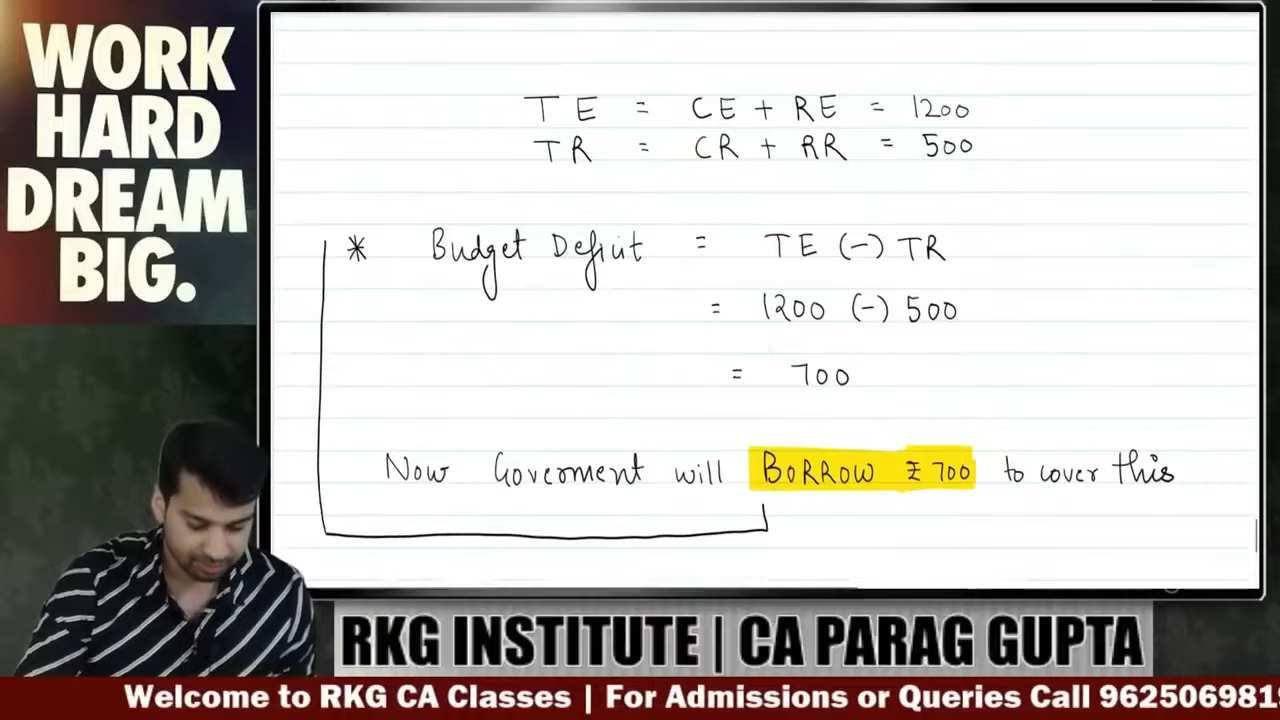 WORK
HARD
DREAM
BIG.
TE = CE + RE = 1200
TR = CR + RR = 500
* Budget Deficit = TE (-) TR
= 1200 (-) 500
= 700
Now Goverment will BORROW ₹ 700 to cover this
RKG INSTITUTE | CA PARAG GUPTA
Welcome to RKG CA Classes | For Admissions or Queries Call 962506981